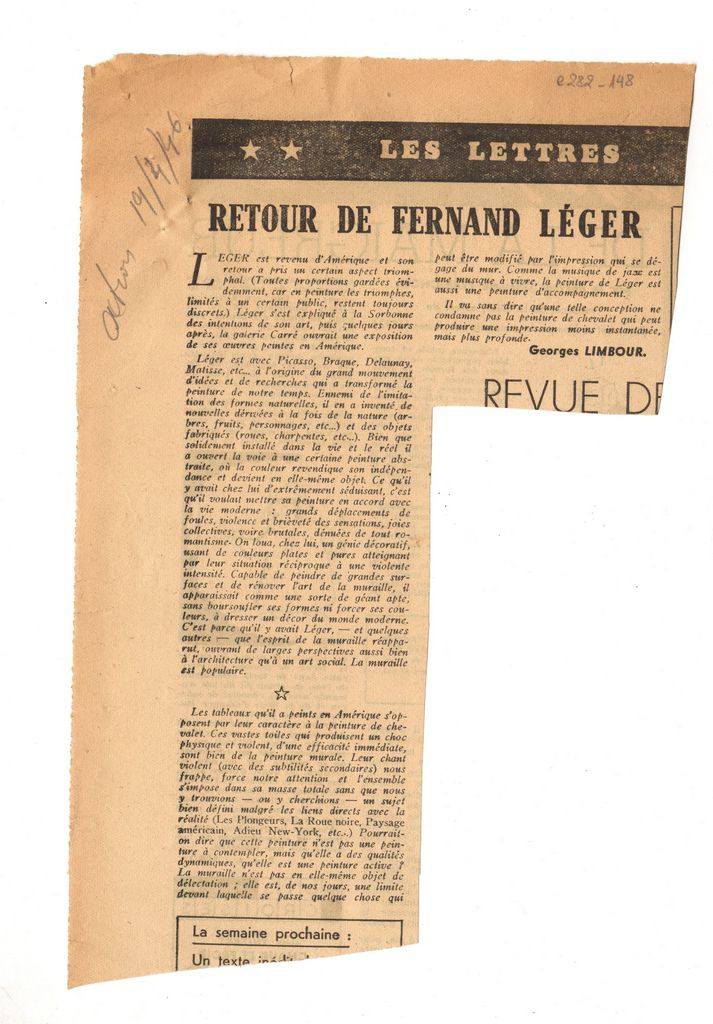 e282-148
19/4/46
★ ★ LES LETTRES
RETOUR DE FERNAND LÉGER
LEGER est revenu d'Amérique et son
retour a pris un certain aspect triom-
phal. (Toutes proportions gardées évi-
demment, car en peinture les triomphes,
limités à un certain public, restent toujours
discrets.) Léger s'est expliqué à la Sorbonne
des intentions de son art, puis quelques jours
après, la galerie Carré ouvrait une exposition
de ses œuvres peintes en Amérique.
Léger est avec Picasso, Braque, Delaunay,
Matisse, etc... à l'origine du grand mouvement
d'idées et de recherches qui a transformé la
peinture de notre temps. Ennemi de l'imita-
tion des formes naturelles, il en a inventé de
nouvelles dérivées à la fois de la nature (ar-
bres, fruits, personnages, etc...) et des objets
fabriqués (roues, charpentes, etc...). Bien que
solidement installé dans la vie et le réel il
a ouvert la voie à une certaine peinture abs-
traite, où la couleur revendique son indépen-
dance et devient en elle-même objet. Ce qu'il
y avait chez lui d'extrêmement séduisant, c'est
qu'il voulait mettre sa peinture en accord avec
la vie moderne : grands déplacements de
foules, violence et brièveté des sensations, joies
collectives, voire brutales, dénuées de tout ro-
mantisme. On loua, chez lui, un génie décoratif,
usant de couleurs plates et pures atteignant
par leur situation réciproque à une violente
intensité. Capable de peindre de grandes sur-
faces et de rénover l'art de la muraille, il
apparaissait comme une sorte de géant apte,
sans boursoufler ses formes ni forcer ses cou-
leurs, à dresser un décor du monde moderne.
C'est parce qu'il y avait Léger, — et quelques
autres — que l'esprit de la muraille réappa-
rut, ouvrant de larges perspectives aussi bien
à l'architecture qu'à un art social. La muraille
est populaire.
☆
Les tableaux qu'il a peints en Amérique s'op-
posent par leur caractère à la peinture de che-
valet. Ces vastes toiles qui produisent un choc
physique et violent, d'une efficacité immédiate,
sont bien de la peinture murale. Leur chant
violent (avec des subtilités secondaires) nous
frappe, force notre attention et l'ensemble
s'impose dans sa masse totale sans que nous
y trouvions — ou y cherchions — un sujet
bien défini malgré les liens directs avec la
réalité (Les Plongeurs, La Roue noire, Paysage
américain, Adieu New-York, etc..) Pourrait-
on dire que cette peinture n'est pas une pein-
ture à contempler, mais qu'elle a des qualités
dynamiques, qu'elle est une peinture active ?
La muraille n'est pas en elle-même objet de
délectation ; elle est, de nos jours, une limite
devant laquelle se passe quelque chose qui
peut être modifié par l'impression qui se dé-
gage du mur. Comme la musique de jazz est
une musique à vivre, la peinture de Léger est
aussi une peinture d'accompagnement.
Il va sans dire qu'une telle conception ne
condamne pas la peinture de chevalet qui peut
produire une impression moins instantanée,
mais plus profonde.
Georges LIMBOUR.
REVUE DE
La semaine prochaine :
Un texte